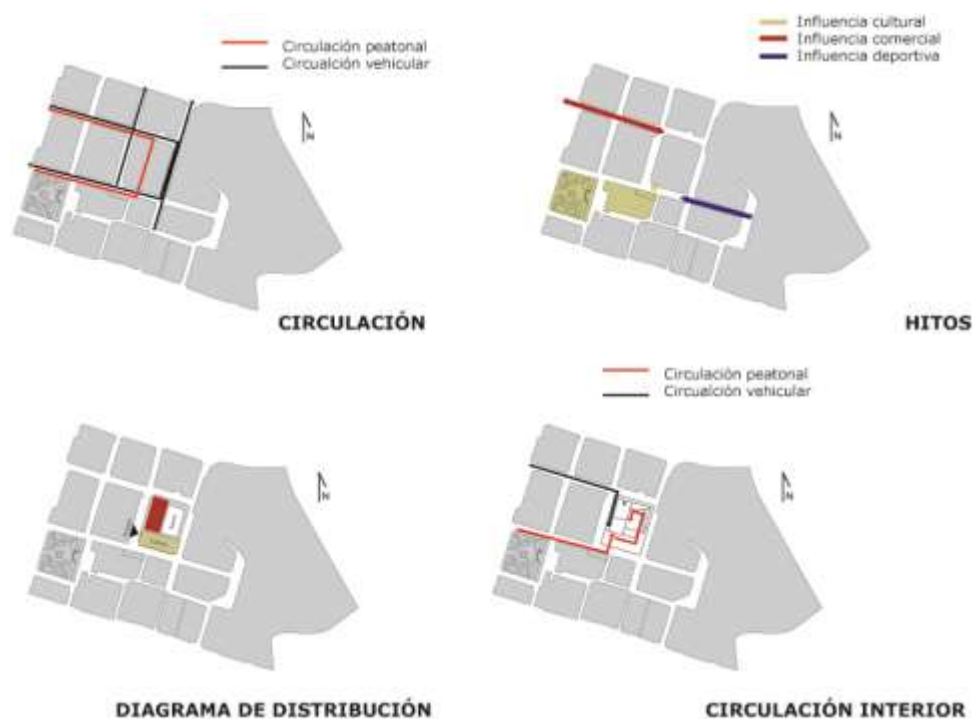 Circulación peatonal
Circualción vehicular
N
CIRCULACIÓN
Influencia cultural
Influencia comercial
Influencia deportiva
N
HITOS
N
DIAGRAMA DE DISTRIBUCIÓN
Circulación peatonal
Circualción vehicular
N
CIRCULACIÓN INTERIOR